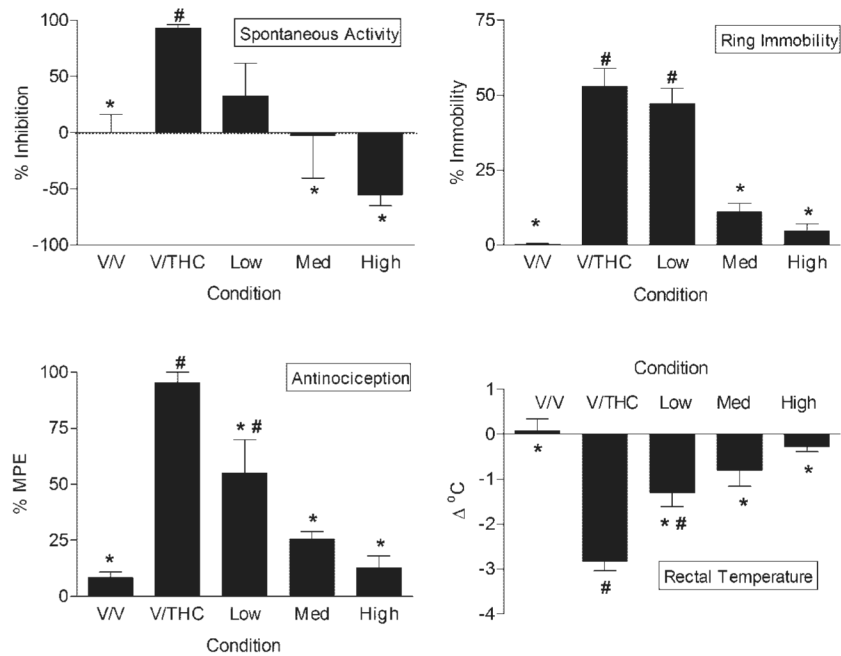 Spontaneous Activity
% Inhibition
100
50
0
-50
-100
#
*
*
*
V/V V/THC Low Med High
Condition
Ring Immobility
% Immobility
75
50
25
0
#
#
*
*
*
V/V V/THC Low Med High
Condition
Antinociception
% MPE
100
75
50
25
0
#
* #
*
*
*
V/V V/THC Low Med High
Condition
Condition
V/V V/THC Low Med High
Δ °C
1
0
-1
-2
-3
-4
*
#
* #
*
*
Rectal Temperature